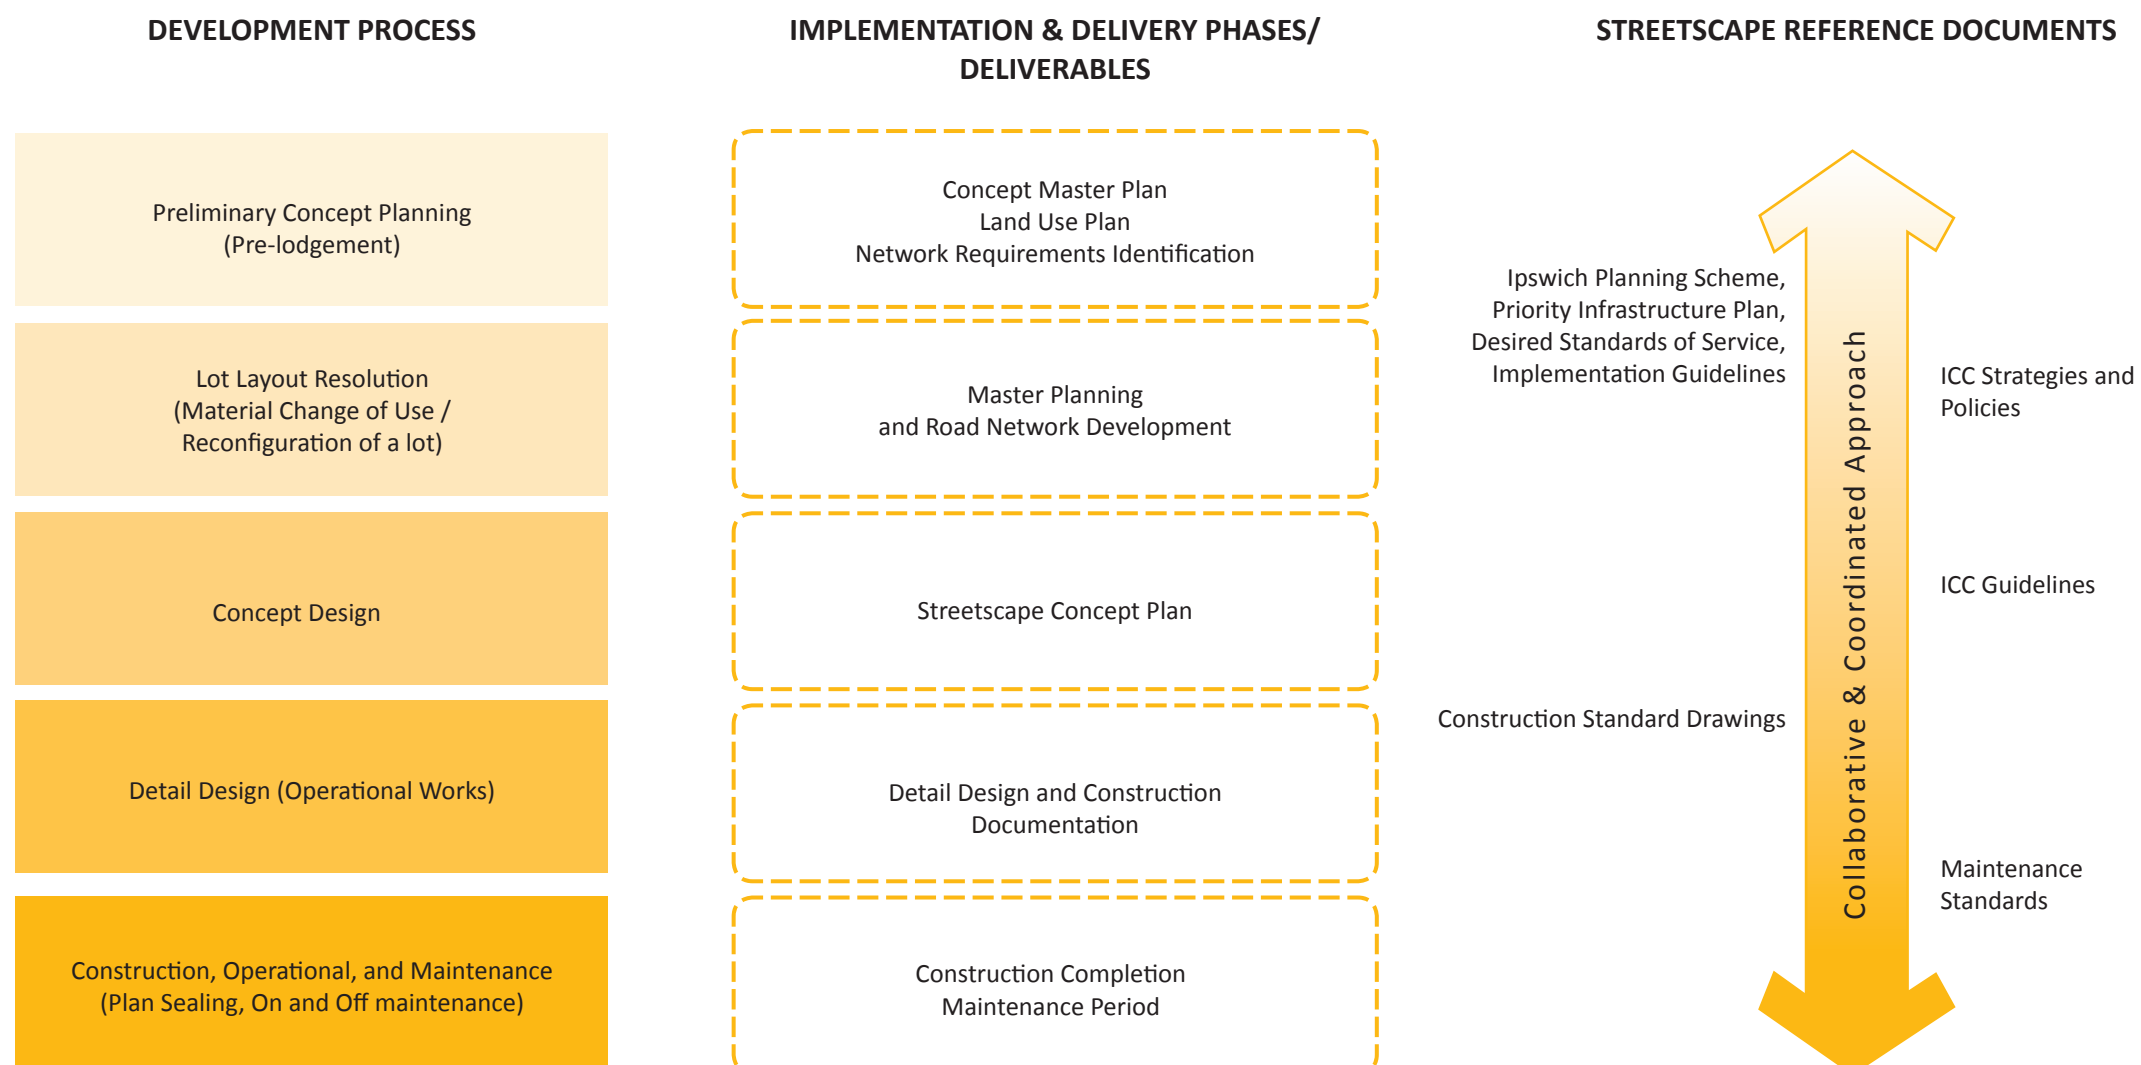 DEVELOPMENT PROCESS
IMPLEMENTATION & DELIVERY PHASES/
DELIVERABLES
STREETSCAPE REFERENCE DOCUMENTS
Preliminary Concept Planning
(Pre-lodgement)
Concept Master Plan
Land Use Plan
Network Requirements Identification
Lot Layout Resolution
(Material Change of Use /
Reconfiguration of a lot)
Master Planning
and Road Network Development
Concept Design
Streetscape Concept Plan
Detail Design (Operational Works)
Detail Design and Construction
Documentation
Construction, Operational, and Maintenance
(Plan Sealing, On and Off maintenance)
Construction Completion
Maintenance Period
Ipswich Planning Scheme,
Priority Infrastructure Plan,
Desired Standards of Service,
Implementation Guidelines
Construction Standard Drawings
Collaborative & Coordinated Approach
ICC Strategies and
Policies
ICC Guidelines
Maintenance
Standards